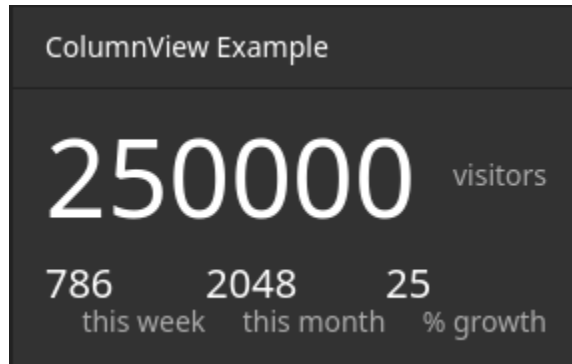 ColumnView Example
250000 visitors
786 2048 25
this week this month % growth